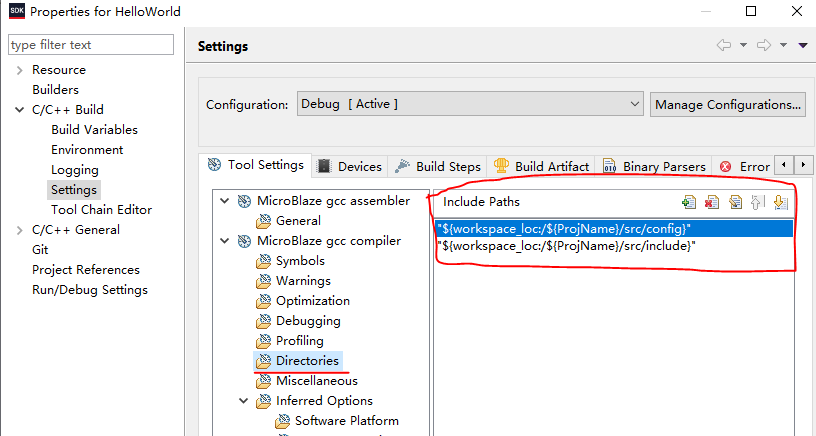 SDK Properties for HelloWorld
type filter text
Resource
Builders
C/C++ Build
Build Variables
Environment
Logging
Settings
Tool Chain Editor
C/C++ General
Git
Project References
Run/Debug Settings
Settings
Configuration: Debug [ Active ] Manage Configurations...
Tool Settings Devices Build Steps Build Artifact Binary Parsers Error
MicroBlaze gcc assembler
General
MicroBlaze gcc compiler
Symbols
Warnings
Optimization
Debugging
Profiling
Directories
Miscellaneous
Inferred Options
Software Platform
Include Paths
"${workspace_loc:/${ProjName}/src/config}"
"${workspace_loc:/${ProjName}/src/include}"